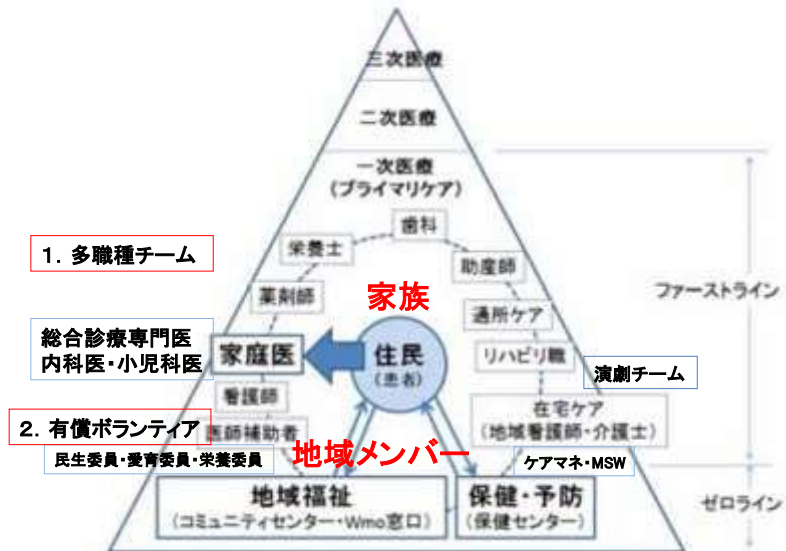 三次医療
二次医療
一次医療
(プライマリケア)
歯科
栄養士
助産師
1. 多職種チーム
薬剤師
家族
通所ケア
ファーストライン
総合診療専門医
内科医・小児科医
家庭医
住民
(患者)
リハビリ職
演劇チーム
看護師
在宅ケア
(地域看護師・介護士)
2. 有償ボランティア
医師補助者
地域メンバー
民生委員・愛育委員・栄養委員
ケアマネ・MSW
地域福祉
(コミュニティセンター・Wmo窓口)
保健・予防
(保健センター)
ゼロライン